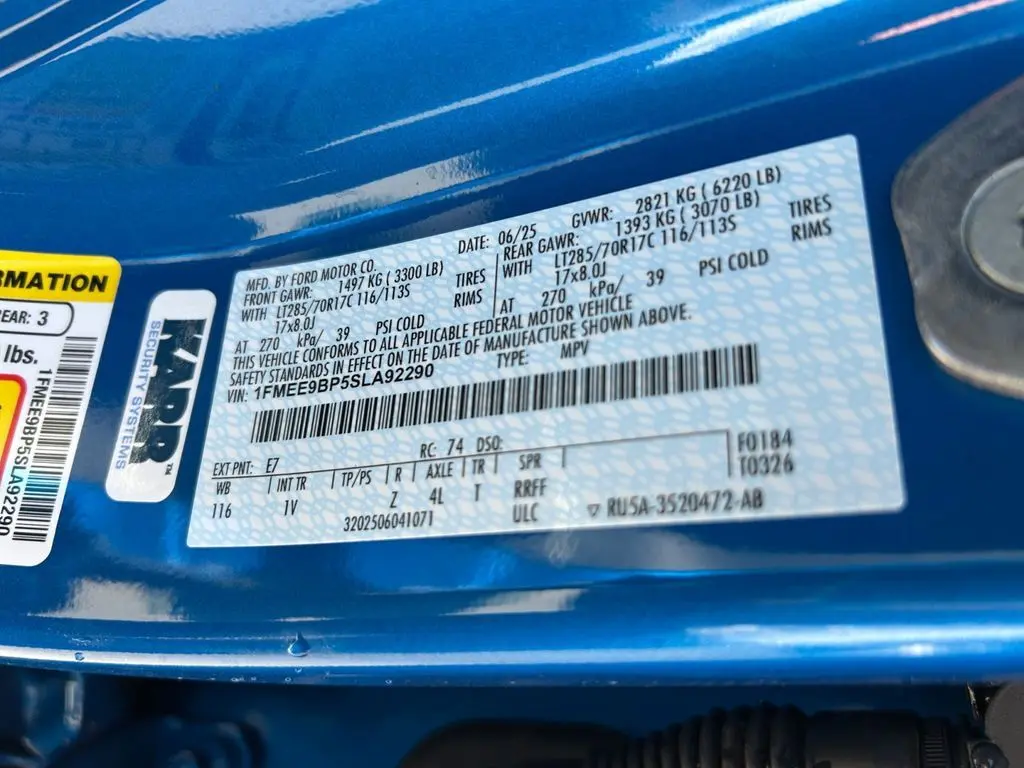 RMATION
REAR: 3
lbs.
1FMEE9BP5SLA92290
KARR™
SECURITY SYSTEMS
MFD. BY FORD MOTOR CO.
DATE: 06/25 GVWR: 2821 KG ( 6220 LB)
FRONT GAWR: 1497 KG ( 3300 LB)
REAR GAWR: 1393 KG ( 3070 LB)
WITH LT285/70R17C 116/113S TIRES
WITH LT285/70R17C 116/113S TIRES
17x8.0J RIMS
17x8.0J RIMS
AT 270 kPa/ 39 PSI COLD
AT 270 kPa/ 39 PSI COLD
THIS VEHICLE CONFORMS TO ALL APPLICABLE FEDERAL MOTOR VEHICLE
SAFETY STANDARDS IN EFFECT ON THE DATE OF MANUFACTURE SHOWN ABOVE.
VIN: 1FMEE9BP5SLA92290 TYPE: MPV
EXT PNT: E7 RC: 74 DSO: F0184
WB INT TR TP/PS R AXLE TR SPR T0326
116 1V Z 4L T RRFF
3202506041071 ULC ▽ RU5A-3520472-AB